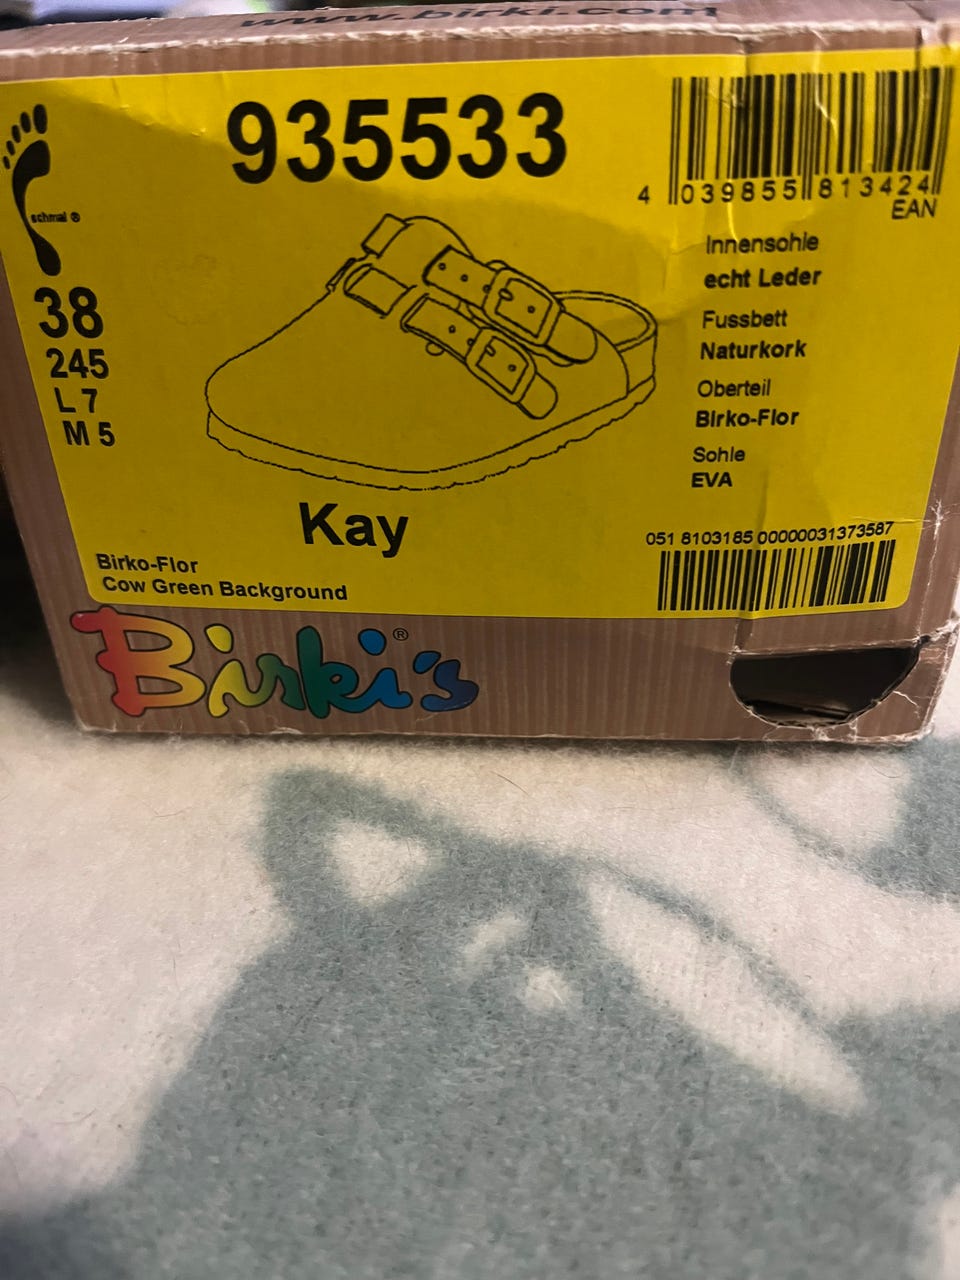 www.birki.com
935533
4 039855 813424
EAN
schmal ®
38
245
L 7
M 5
Innensohle
echt Leder
Fussbett
Naturkork
Oberteil
Birko-Flor
Sohle
EVA
Kay
051 8103185 00000031373587
Birko-Flor
Cow Green Background
Birki's®